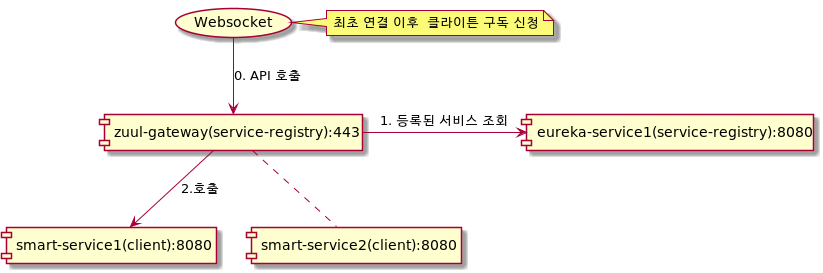 Websocket
최초 연결 이후  클라이튼 구독 신청
0. API 호출
zuul-gateway(service-registry):443
1. 등록된 서비스 조회
eureka-service1(service-registry):8080
2.호출
smart-service1(client):8080
smart-service2(client):8080